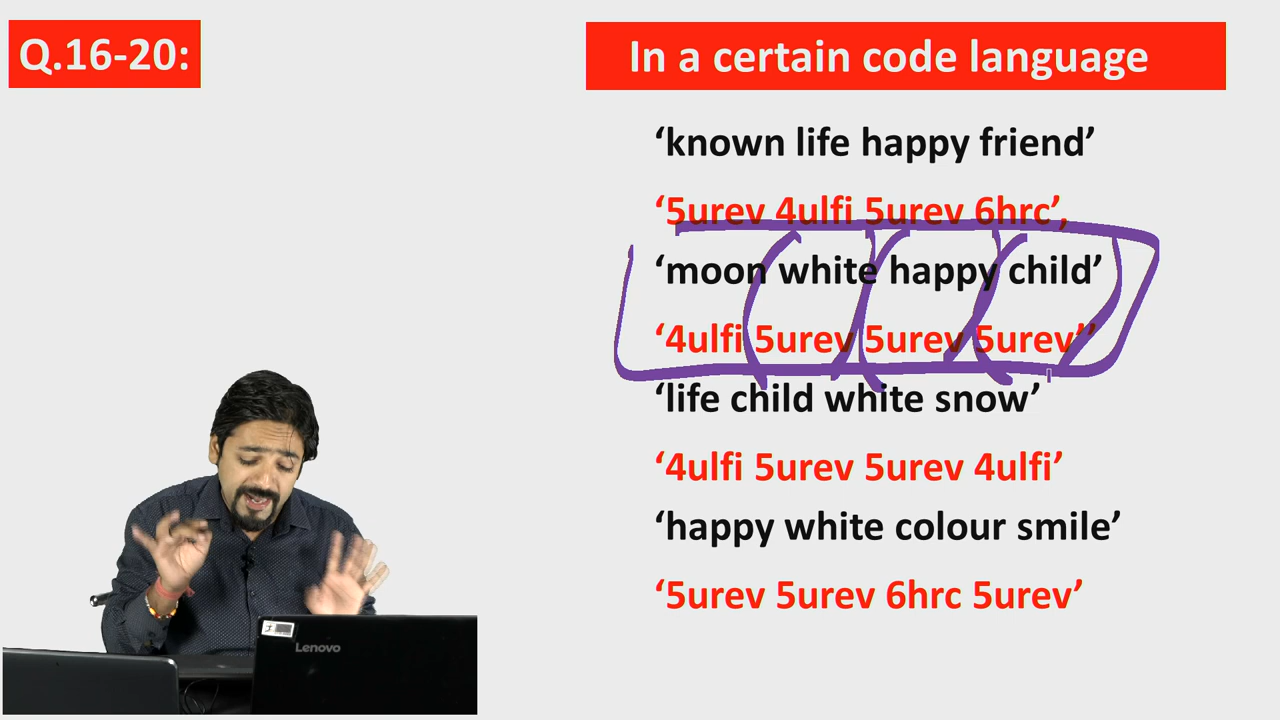 Q.16-20:
In a certain code language
‘known life happy friend’
‘5urev 4ulfi 5urev 6hrc’,
‘moon white happy child’
‘4ulfi 5urev 5urev 5urev’’
‘life child white snow’
‘4ulfi 5urev 5urev 4ulfi’
‘happy white colour smile’
‘5urev 5urev 6hrc 5urev’
Lenovo